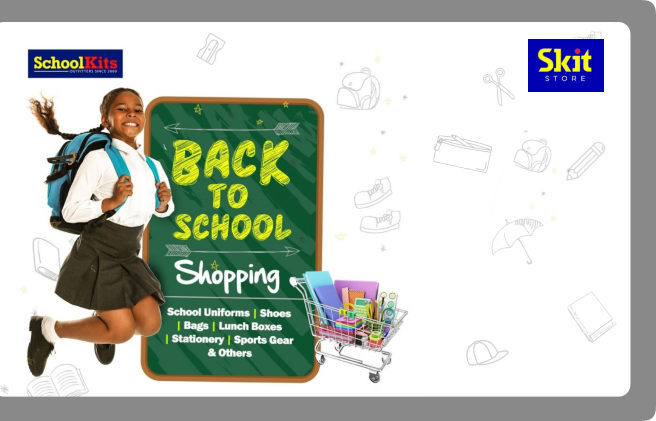 SchoolKits
OUTFITTERS SINCE 1969
Skit
STORE
BACK
TO
SCHOOL
Shopping
School Uniforms | Shoes
| Bags | Lunch Boxes
| Stationery | Sports Gear
& Others